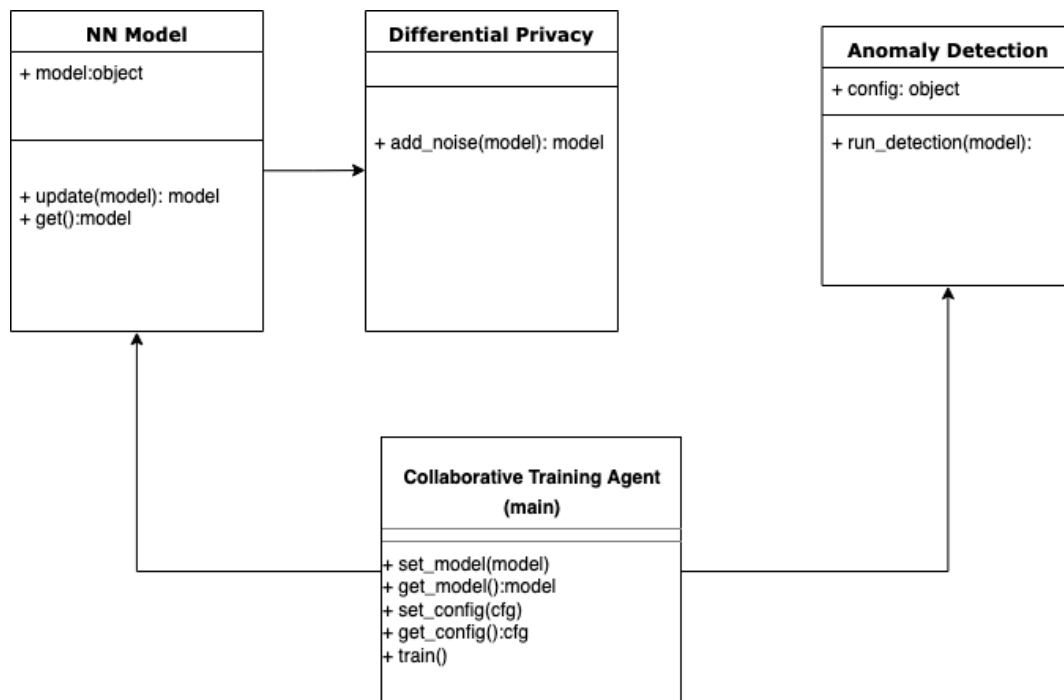 NN Model
+ model:object
+ update(model): model
+ get():model
Differential Privacy
+ add_noise(model): model
Anomaly Detection
+ config: object
+ run_detection(model):
Collaborative Training Agent
(main)
+ set_model(model)
+ get_model():model
+ set_config(cfg)
+ get_config():cfg
+ train()